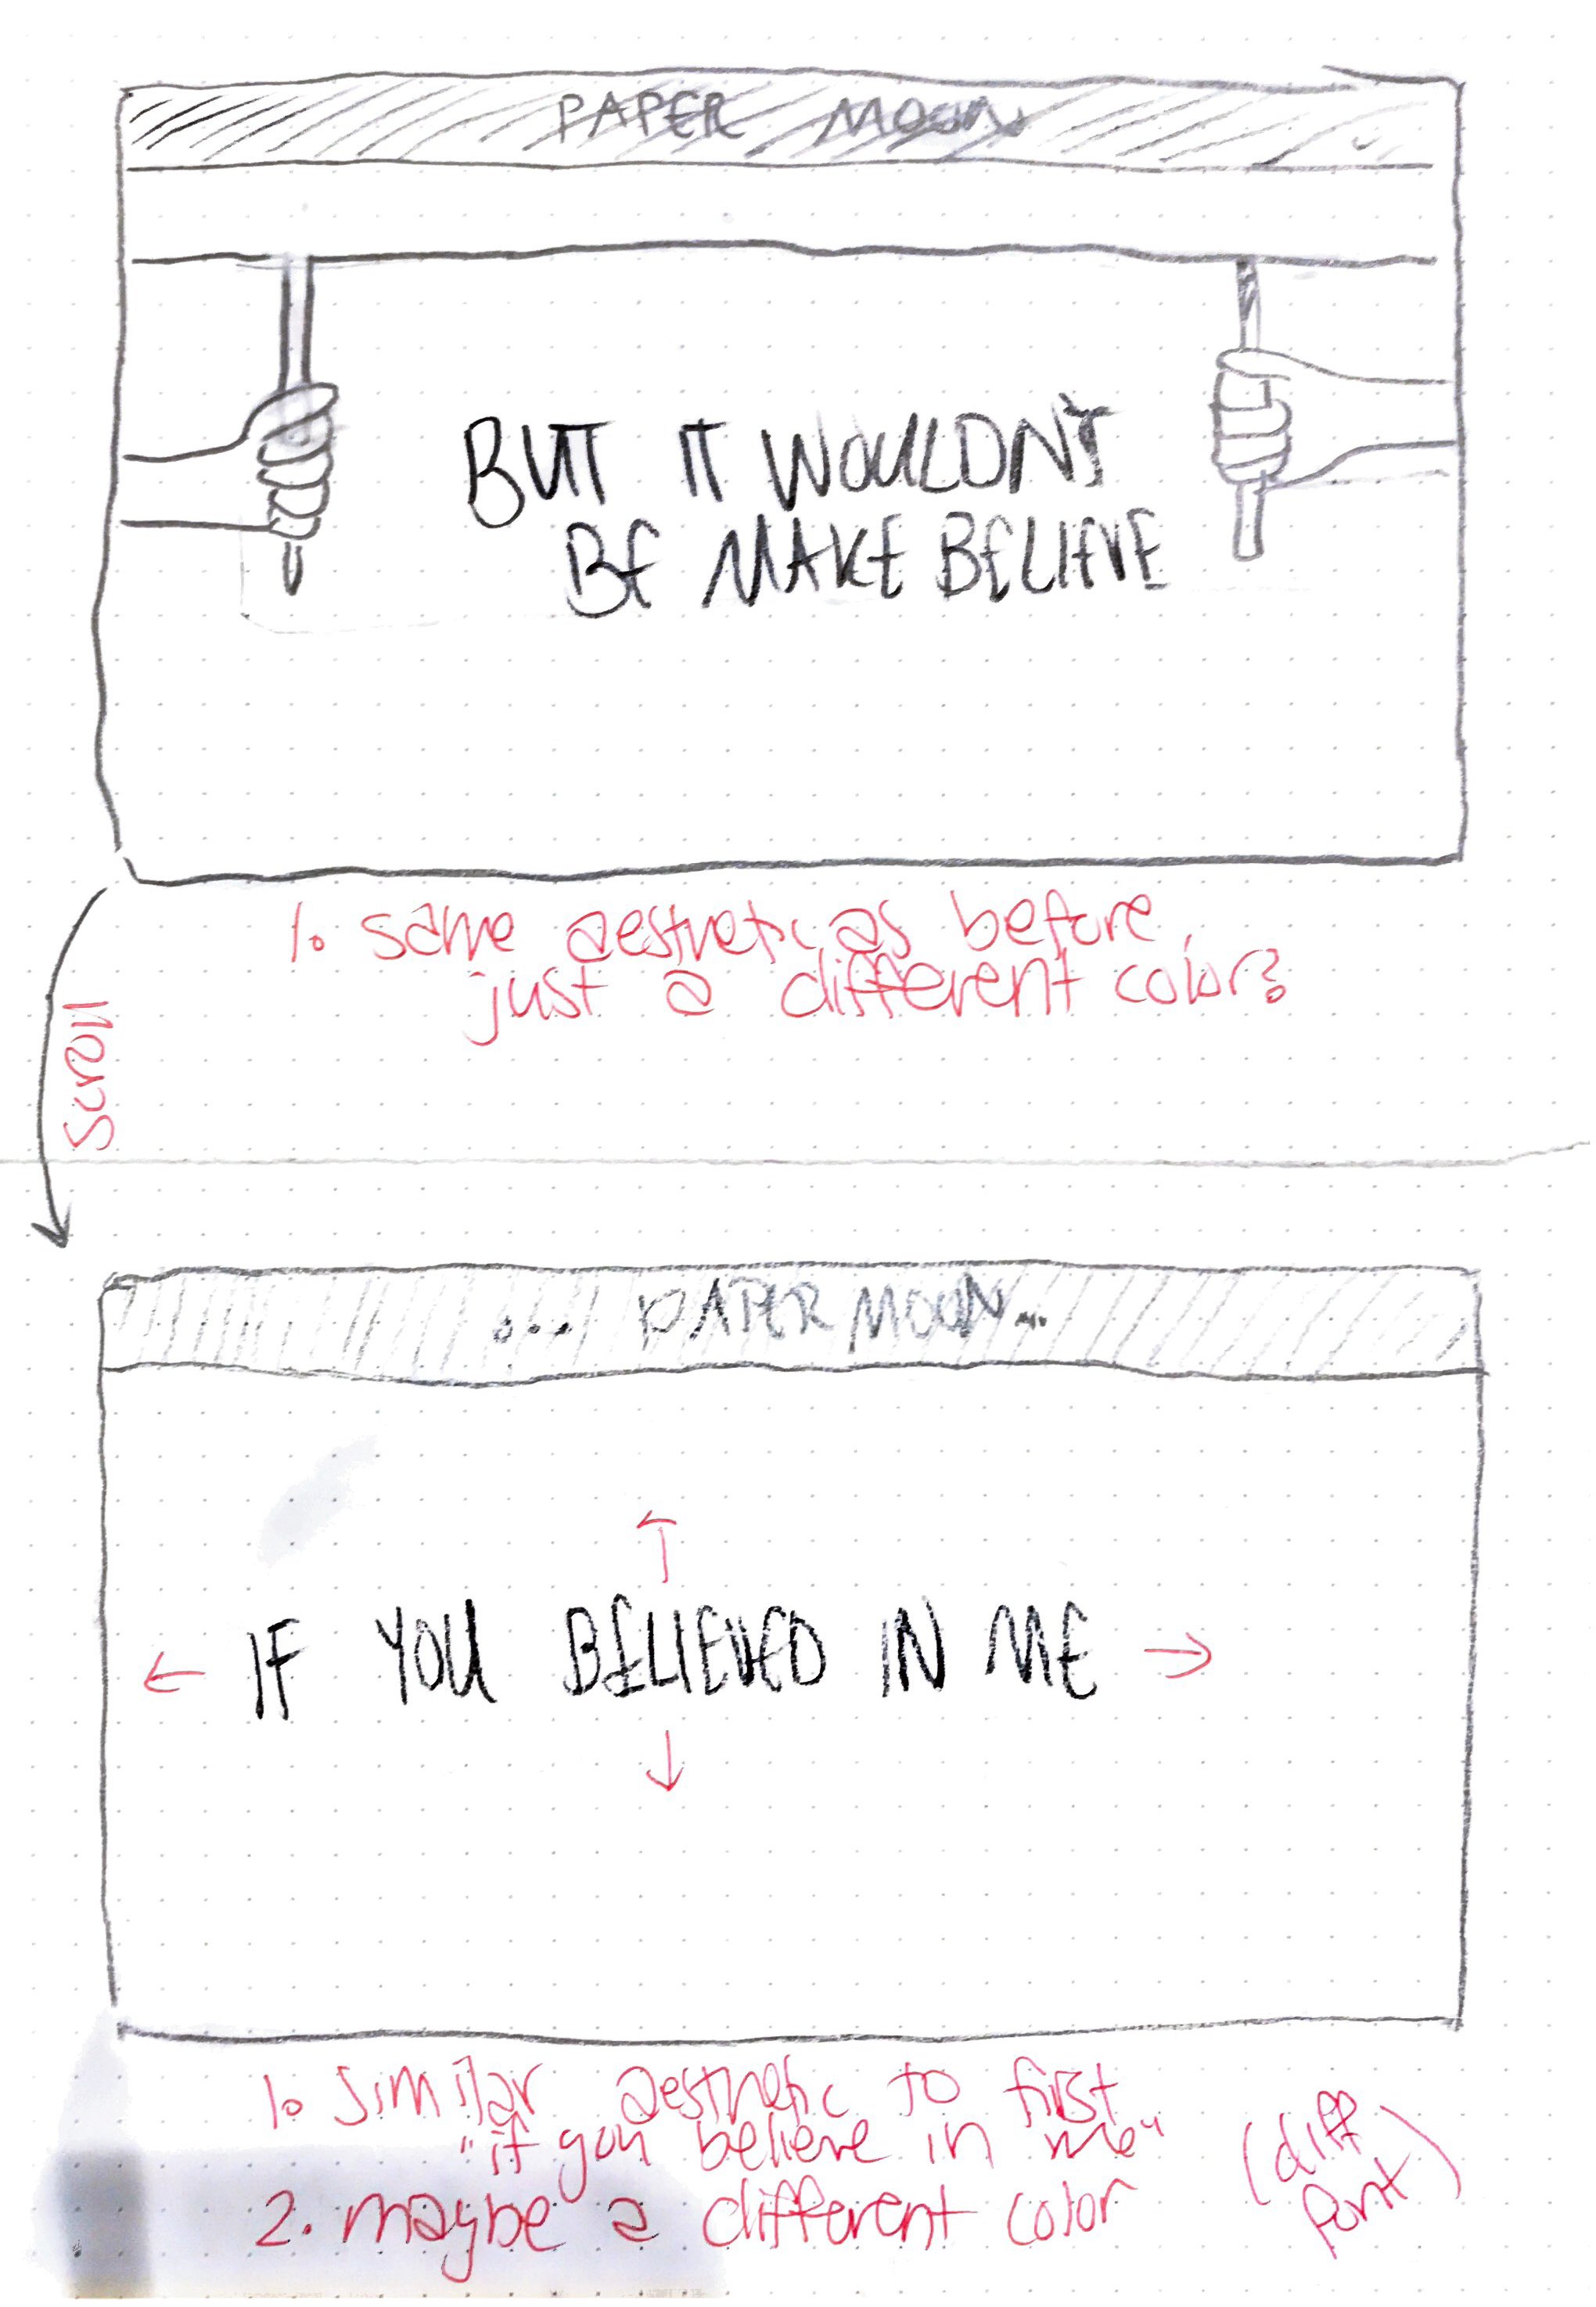 PAPER MOON
BUT IT WOULDN'T
BE MAKE BELIEVE
1. same aesthetic as before,
just a different color?
Scroll
... PAPER MOON...
IF YOU BELIEVED IN ME
1. similar aesthetic to first
"if you believe in me"
(diff
font)
2. maybe a different color